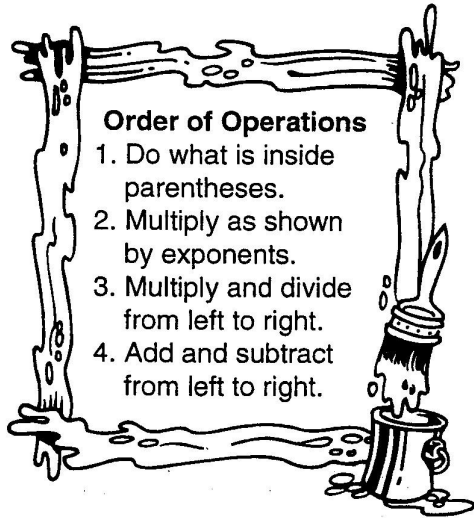 Order of Operations
1. Do what is inside
parentheses.
2. Multiply as shown
by exponents.
3. Multiply and divide
from left to right.
4. Add and subtract
from left to right.